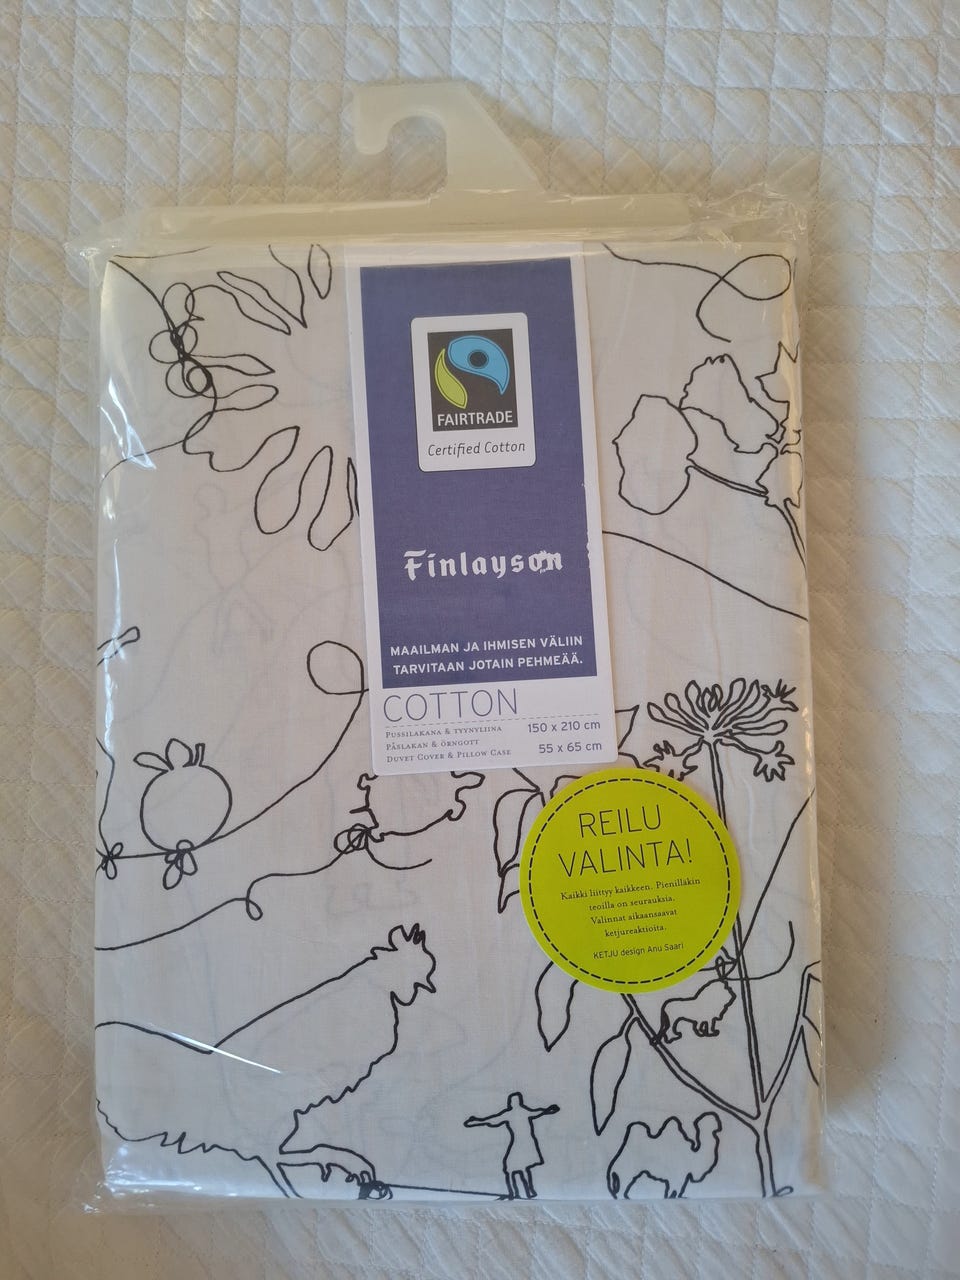 FAIRTRADE
Certified Cotton
Finlayson
MAAILMAN JA IHMISEN VÄLIIN
TARVITAAN JOTAIN PEHMEÄÄ.
COTTON
PUSSILAKANA & TYYNYLIINA
PÅSLAKAN & ÖRNGOTT
DUVET COVER & PILLOW CASE
150 x 210 cm
55 x 65 cm
REILU
VALINTA!
Kaikki liittyy kaikkeen. Pienilläkin
teoilla on seurauksia.
Valinnat aikaansaavat
ketjureaktioita.
KETJU design Anu Saari